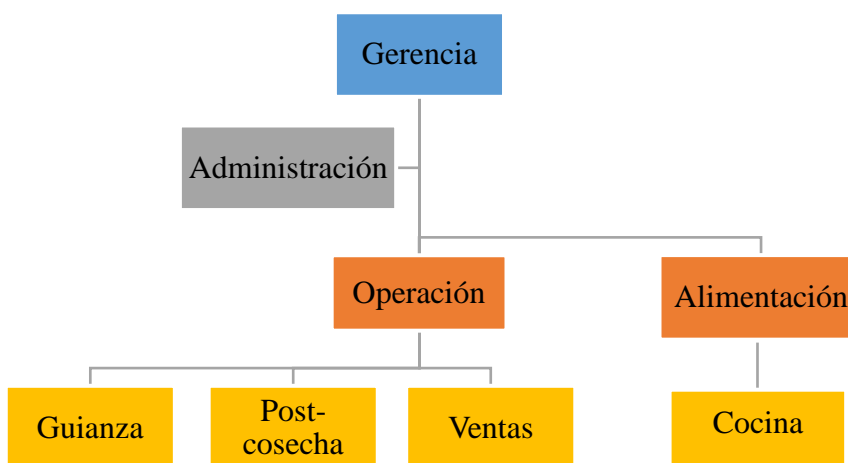 Gerencia
Administración
Operación
Alimentación
Guianza
Post-
cosecha
Ventas
Cocina